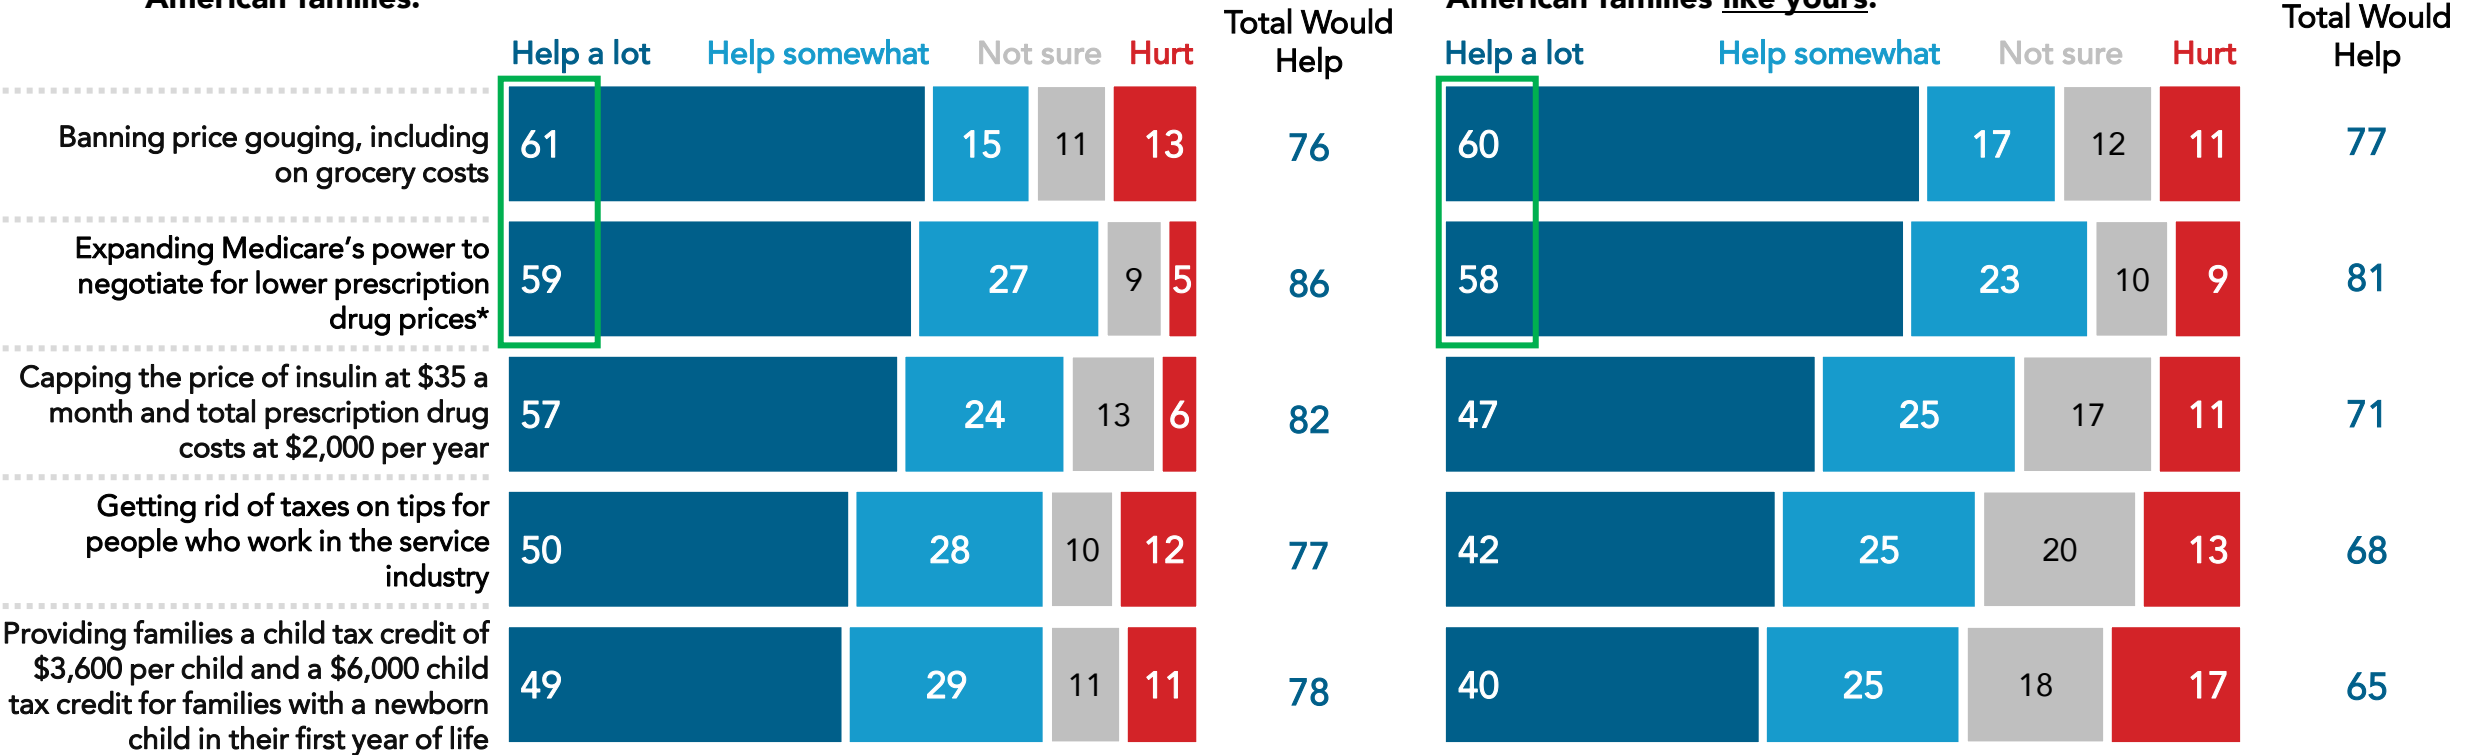 American families.
American families like yours.
Total Would
Help
Total Would
Help
Help a lot Help somewhat Not sure Hurt
Help a lot Help somewhat Not sure Hurt
Banning price gouging, including
on grocery costs
61 15 11 13 76
60 17 12 11 77
Expanding Medicare’s power to
negotiate for lower prescription
drug prices*
59 27 9 5 86
58 23 10 9 81
Capping the price of insulin at $35 a
month and total prescription drug
costs at $2,000 per year
57 24 13 6 82
47 25 17 11 71
Getting rid of taxes on tips for
people who work in the service
industry
50 28 10 12 77
42 25 20 13 68
Providing families a child tax credit of
$3,600 per child and a $6,000 child
tax credit for families with a newborn
child in their first year of life
49 29 11 11 78
40 25 18 17 65